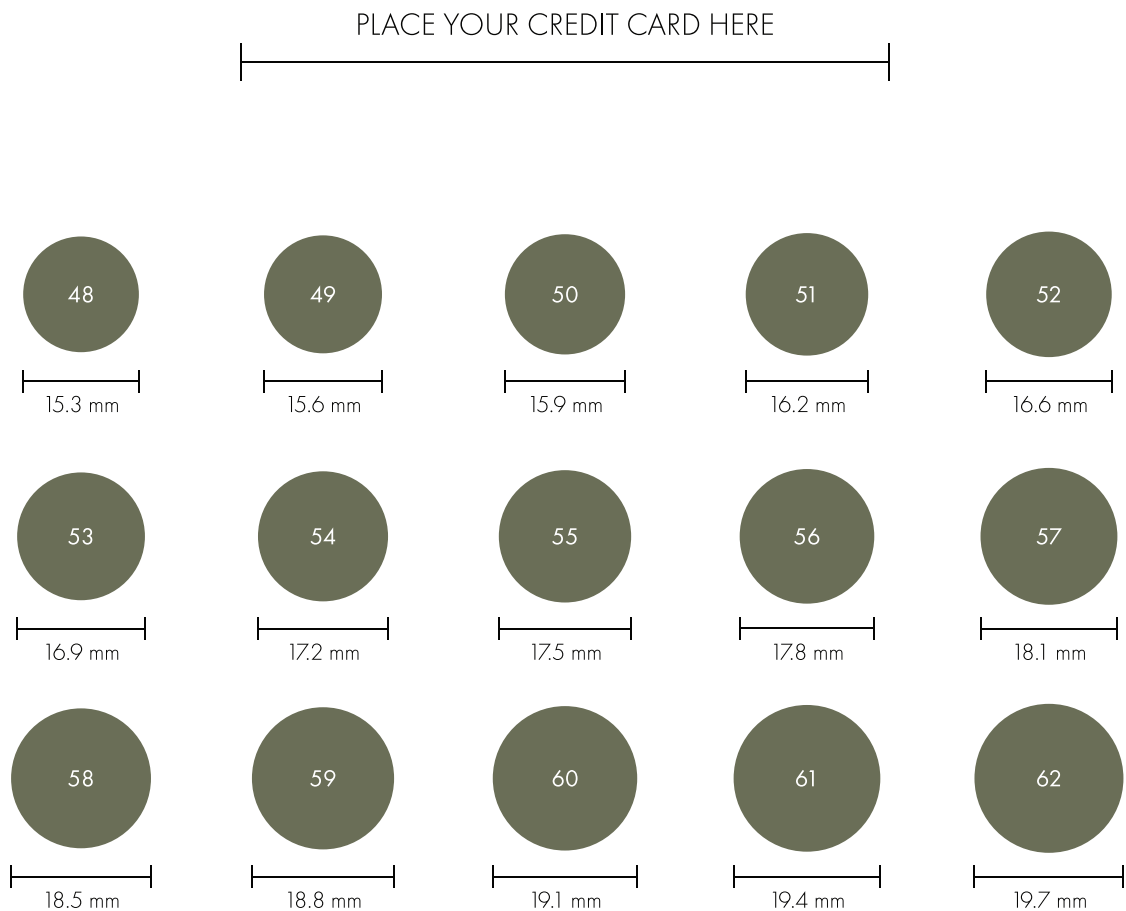 PLACE YOUR CREDIT CARD HERE
48 49 50 51 52
15.3 mm 15.6 mm 15.9 mm 16.2 mm 16.6 mm
53 54 55 56 57
16.9 mm 17.2 mm 17.5 mm 17.8 mm 18.1 mm
58 59 60 61 62
18.5 mm 18.8 mm 19.1 mm 19.4 mm 19.7 mm